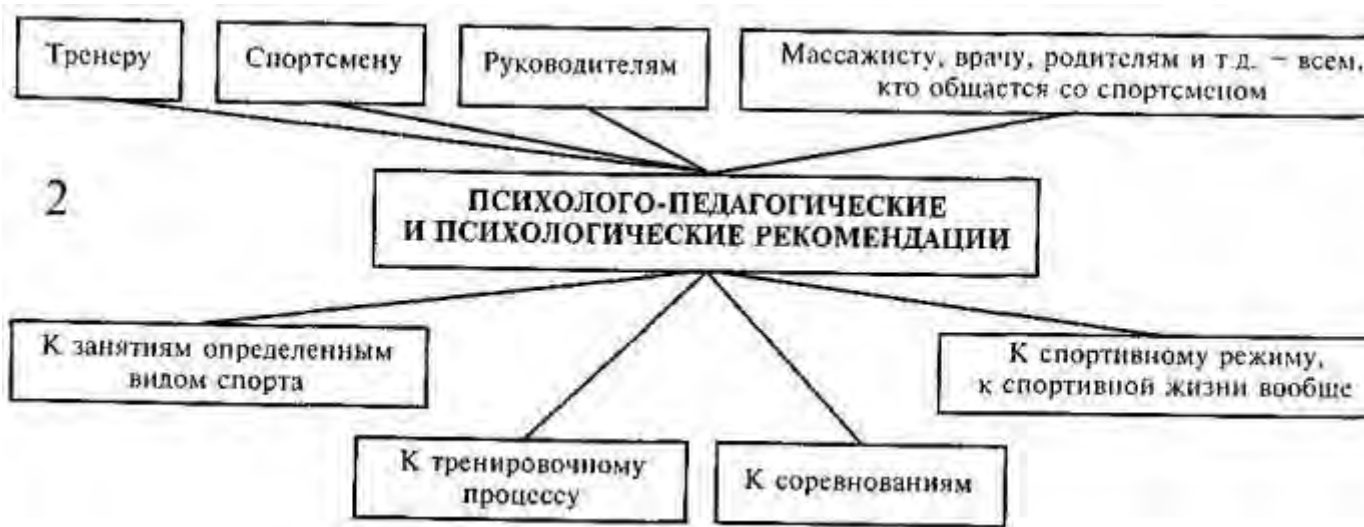 Тренеру
Спортсмену
Руководителям
Массажисту, врачу, родителям и т.д. – всем,
кто общается со спортсменом
2
ПСИХОЛОГО-ПЕДАГОГИЧЕСКИЕ
И ПСИХОЛОГИЧЕСКИЕ РЕКОМЕНДАЦИИ
К занятиям определенным
видом спорта
К спортивному режиму,
к спортивной жизни вообще
К тренировочному
процессу
К соревнованиям